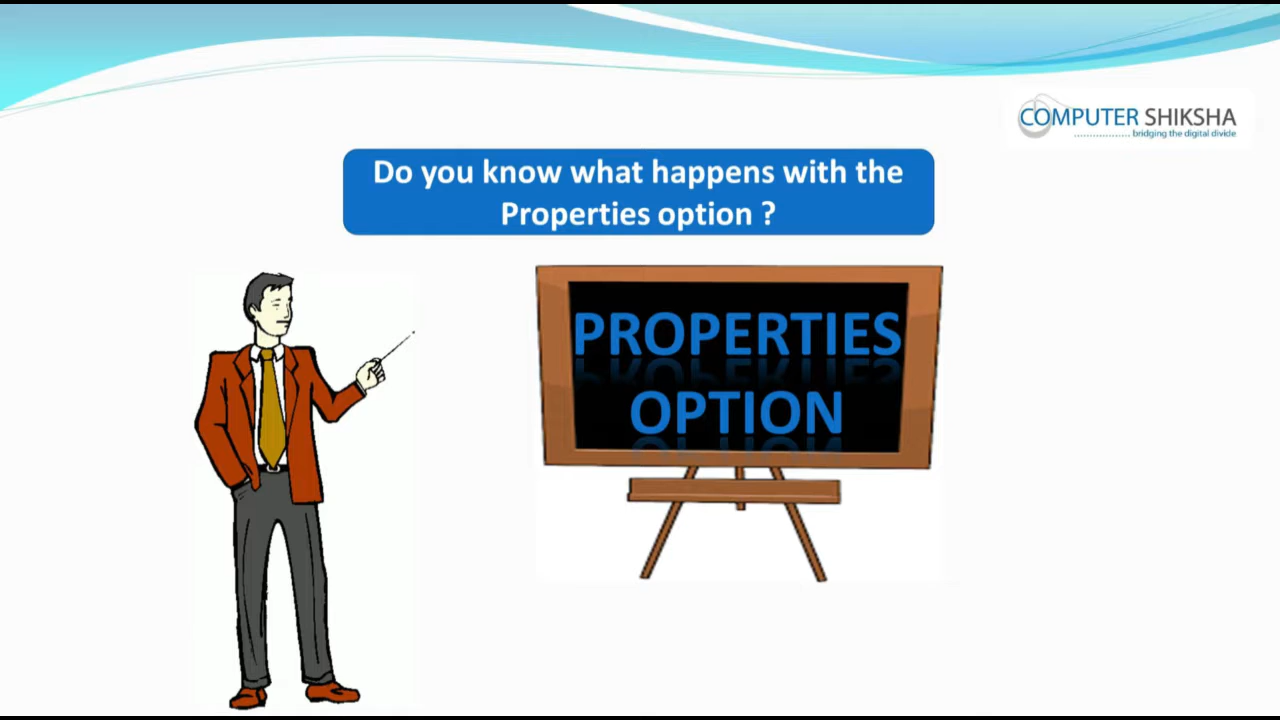 COMPUTER SHIKSHA
.................. bridging the digital divide
Do you know what happens with the
Properties option ?
PROPERTIES
OPTION